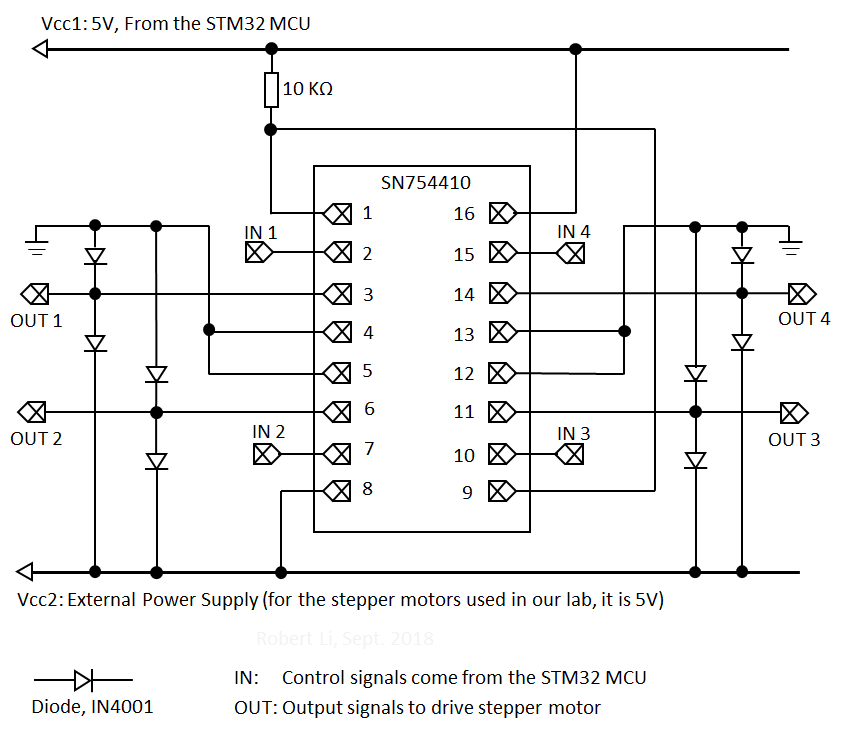 Vcc1: 5V, From the STM32 MCU
10 KΩ
SN754410
1
16
IN 1
IN 4
2
15
3
14
OUT 1
OUT 4
4
13
5
12
6
11
OUT 2
OUT 3
IN 2
IN 3
7
10
8
9
Vcc2: External Power Supply (for the stepper motors used in our lab, it is 5V)
Robert Li, Sept. 2018
IN: Control signals come from the STM32 MCU
Diode, IN4001
OUT: Output signals to drive stepper motor